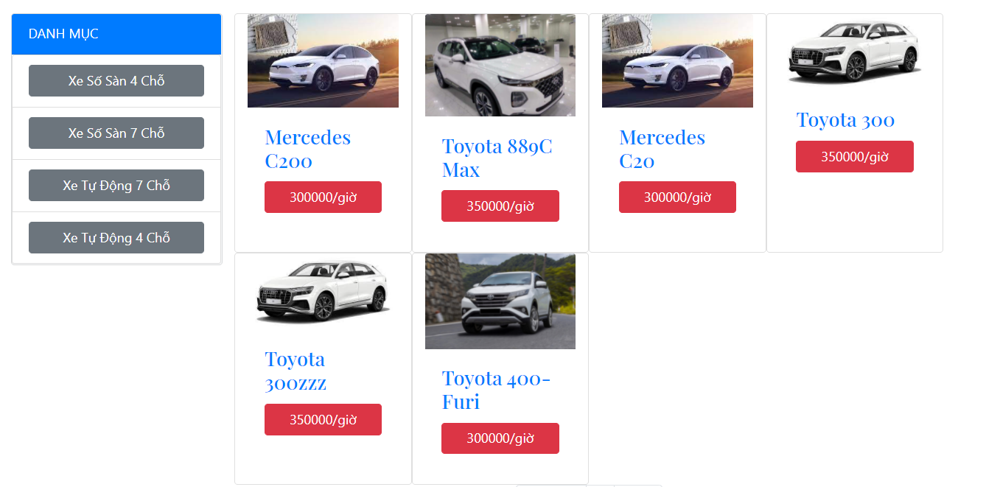 DANH MỤC
Xe Số Sàn 4 Chỗ
Xe Số Sàn 7 Chỗ
Xe Tự Động 7 Chỗ
Xe Tự Động 4 Chỗ
Mercedes
C200
300000/giờ
Toyota 889C
Max
350000/giờ
Mercedes
C20
300000/giờ
Toyota 300
350000/giờ
Toyota
300zzz
350000/giờ
Toyota 400-
Furi
300000/giờ